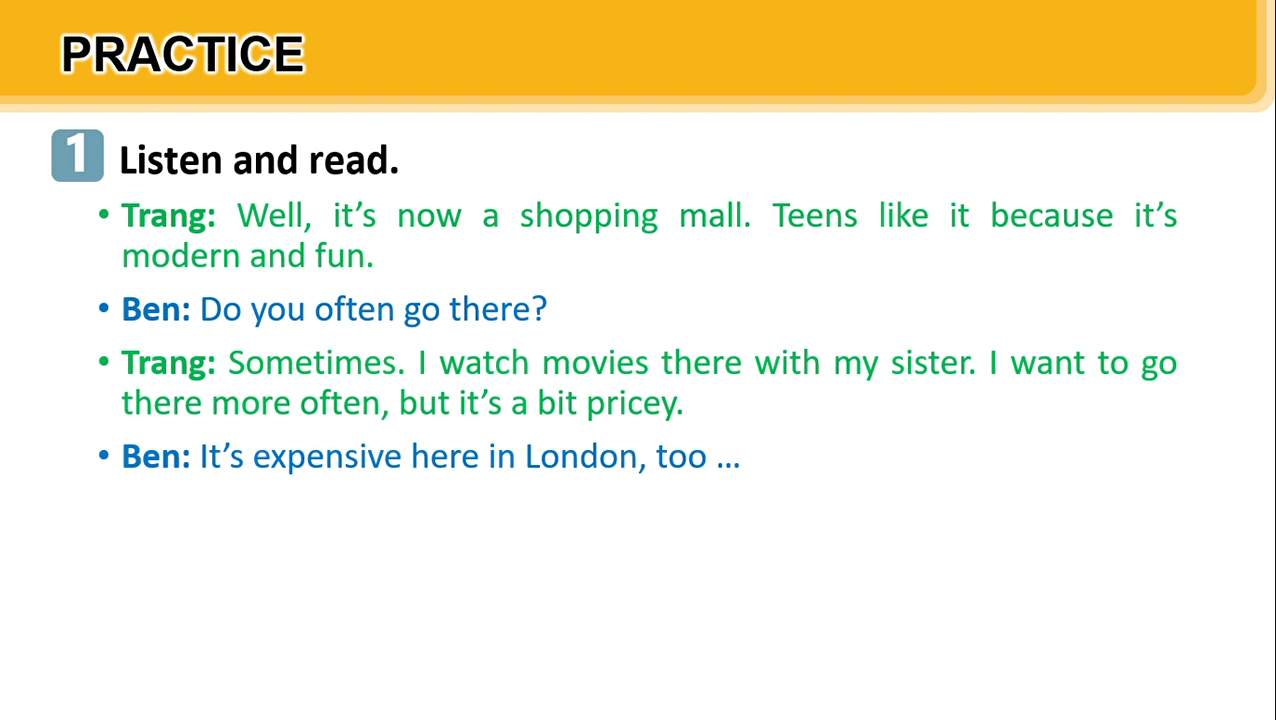 PRACTICE
1 Listen and read.
• Trang: Well, it’s now a shopping mall. Teens like it because it’s
modern and fun.
• Ben: Do you often go there?
• Trang: Sometimes. I watch movies there with my sister. I want to go
there more often, but it’s a bit pricey.
• Ben: It’s expensive here in London, too …